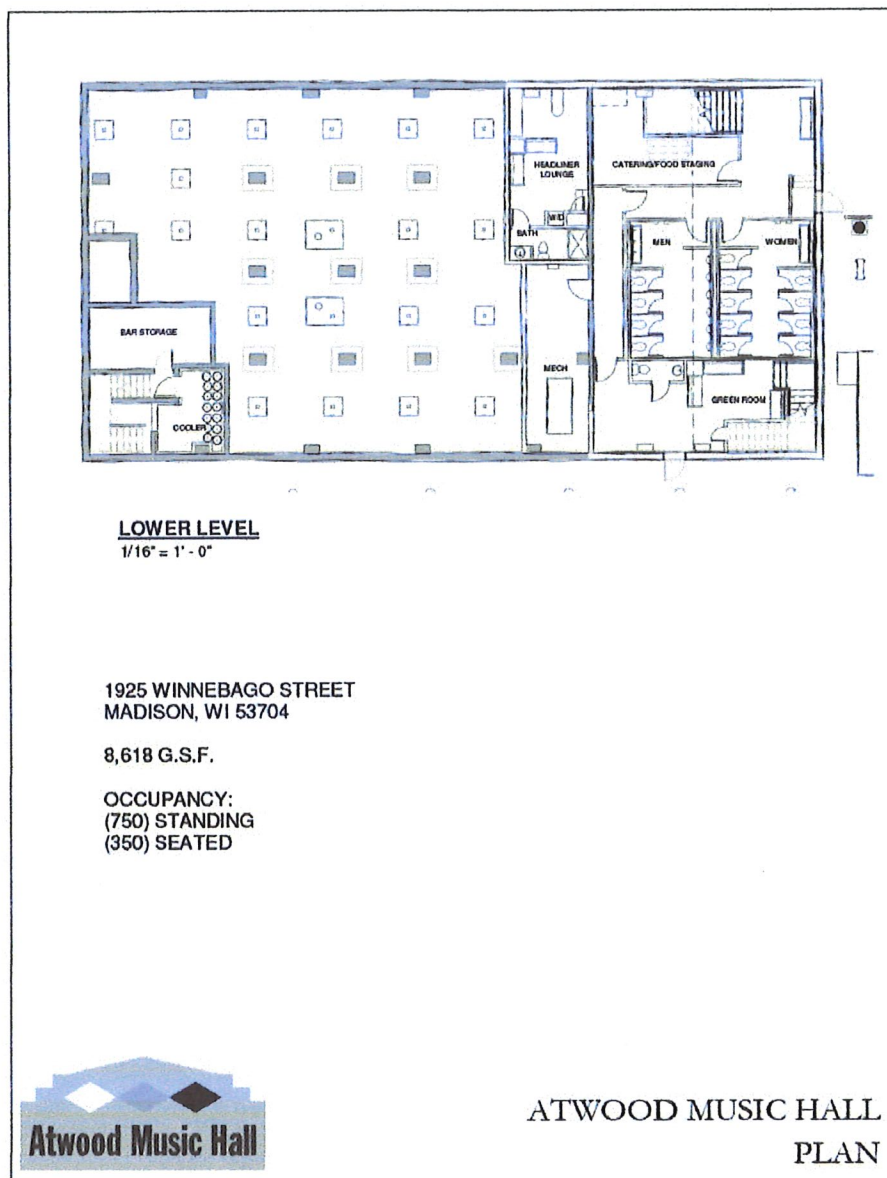 HEADLINER
LOUNGE
CATERING/FOOD STAGING
W/D
BATH
MEN
WOMEN
BAR STORAGE
MECH
GREEN ROOM
COOLER
LOWER LEVEL
1/16" = 1' - 0"
1925 WINNEBAGO STREET
MADISON, WI 53704
8,618 G.S.F.
OCCUPANCY:
(750) STANDING
(350) SEATED
Atwood Music Hall
ATWOOD MUSIC HALL
PLAN